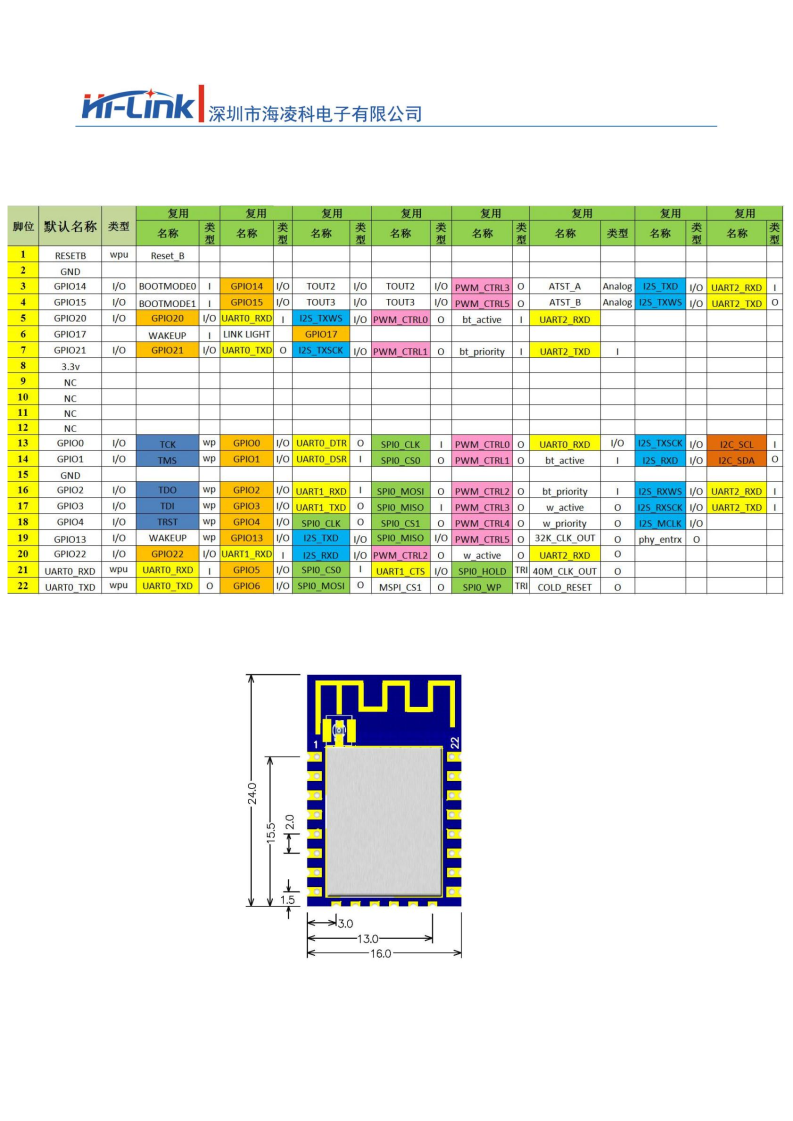 Hi-Link 深圳市海凌科电子有限公司
复用 复用 复用 复用 复用 复用 复用 复用
脚位 默认名称 类型 名称 类型 名称 类型 名称 类型 名称 类型 名称 类型 名称 类型 名称 类型 名称 类型
1 RESETB wpu Reset_B
2 GND
3 GPIO14 I/O BOOTMODE0 I GPIO14 I/O TOUT2 I/O TOUT2 I/O PWM_CTRL3 O ATST_A Analog I2S_TXD I/O UART2_RXD I
4 GPIO15 I/O BOOTMODE1 I GPIO15 I/O TOUT3 I/O TOUT3 I/O PWM_CTRL5 O ATST_B Analog I2S_TXWS I/O UART2_TXD O
5 GPIO20 I/O GPIO20 I/O UART0_RXD I I2S_TXWS I/O PWM_CTRL0 O bt_active I UART2_RXD
6 GPIO17 WAKEUP I LINK LIGHT GPIO17
7 GPIO21 I/O GPIO21 I/O UART0_TXD O I2S_TXSCK I/O PWM_CTRL1 O bt_priority I UART2_TXD I
8 3.3v
9 NC
10 NC
11 NC
12 NC
13 GPIO0 I/O TCK wp GPIO0 I/O UART0_DTR O SPI0_CLK I PWM_CTRL0 O UART0_RXD I/O I2S_TXSCK I/O I2C_SCL I
14 GPIO1 I/O TMS wp GPIO1 I/O UART0_DSR I SPI0_CS0 O PWM_CTRL1 O bt_active I I2S_RXD I/O I2C_SDA O
15 GND
16 GPIO2 I/O TDO wp GPIO2 I/O UART1_RXD I SPI0_MOSI O PWM_CTRL2 O bt_priority I I2S_RXWS I/O UART2_RXD I
17 GPIO3 I/O TDI wp GPIO3 I/O UART1_TXD O SPI0_MISO I PWM_CTRL3 O w_active O I2S_RXSCK I/O UART2_TXD I
18 GPIO4 I/O TRST wp GPIO4 I/O SPI0_CLK O SPI0_CS1 O PWM_CTRL4 O w_priority O I2S_MCLK I/O
19 GPIO13 I/O WAKEUP wp GPIO13 I/O I2S_TXD I/O SPI0_MISO I/O PWM_CTRL5 O 32K_CLK_OUT O phy_entrx O
20 GPIO22 I/O GPIO22 I/O UART1_RXD I I2S_RXD I/O PWM_CTRL2 O w_active O UART2_RXD O
21 UART0_RXD wpu UART0_RXD I GPIO5 I/O SPI0_CS0 I UART1_CTS I/O SPI0_HOLD TRI 40M_CLK_OUT O
22 UART0_TXD wpu UART0_TXD O GPIO6 I/O SPI0_MOSI O MSPI_CS1 O SPI0_WP TRI COLD_RESET O
1 22
24.0
15.5
2.0
1.5
3.0
13.0
16.0